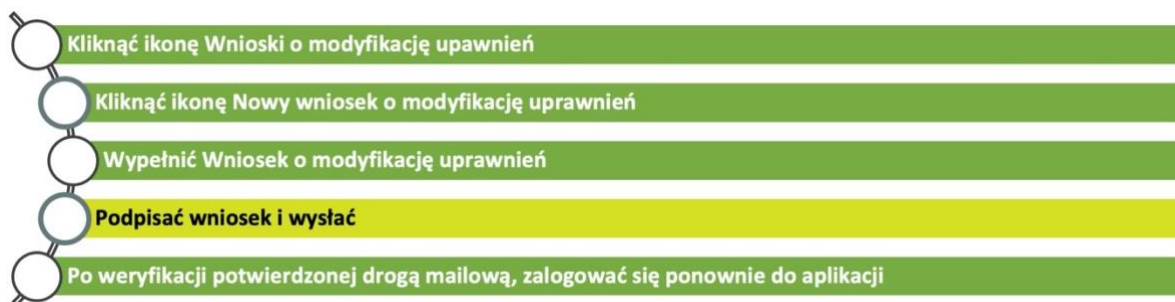 Kliknąć ikonę Wnioski o modyfikację upawnień
Kliknąć ikonę Nowy wniosek o modyfikację uprawnień
Wypełnić Wniosek o modyfikację uprawnień
Podpisać wniosek i wysłać
Po weryfikacji potwierdzonej drogą mailową, zalogować się ponownie do aplikacji